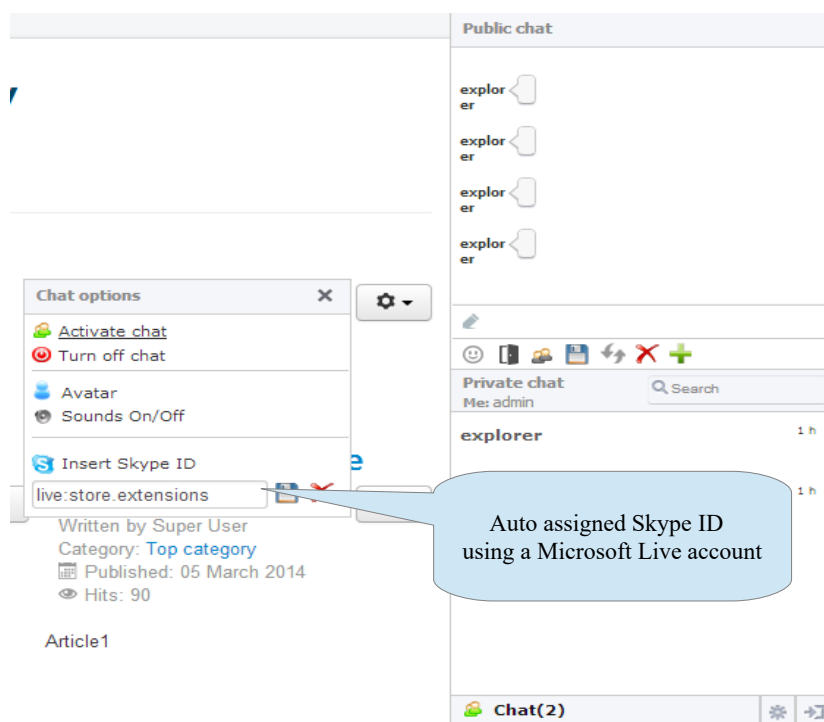 Public chat
explor
er
explor
er
explor
er
explor
er
Chat options
Activate chat
Turn off chat
Avatar
Sounds On/Off
Insert Skype ID
live:store.extensions
Written by Super User
Category: Top category
Published: 05 March 2014
Hits: 90
Article1
Private chat
Search
Me: admin
explorer
1 h
1 h
Auto assigned Skype ID
using a Microsoft Live account
Chat(2)